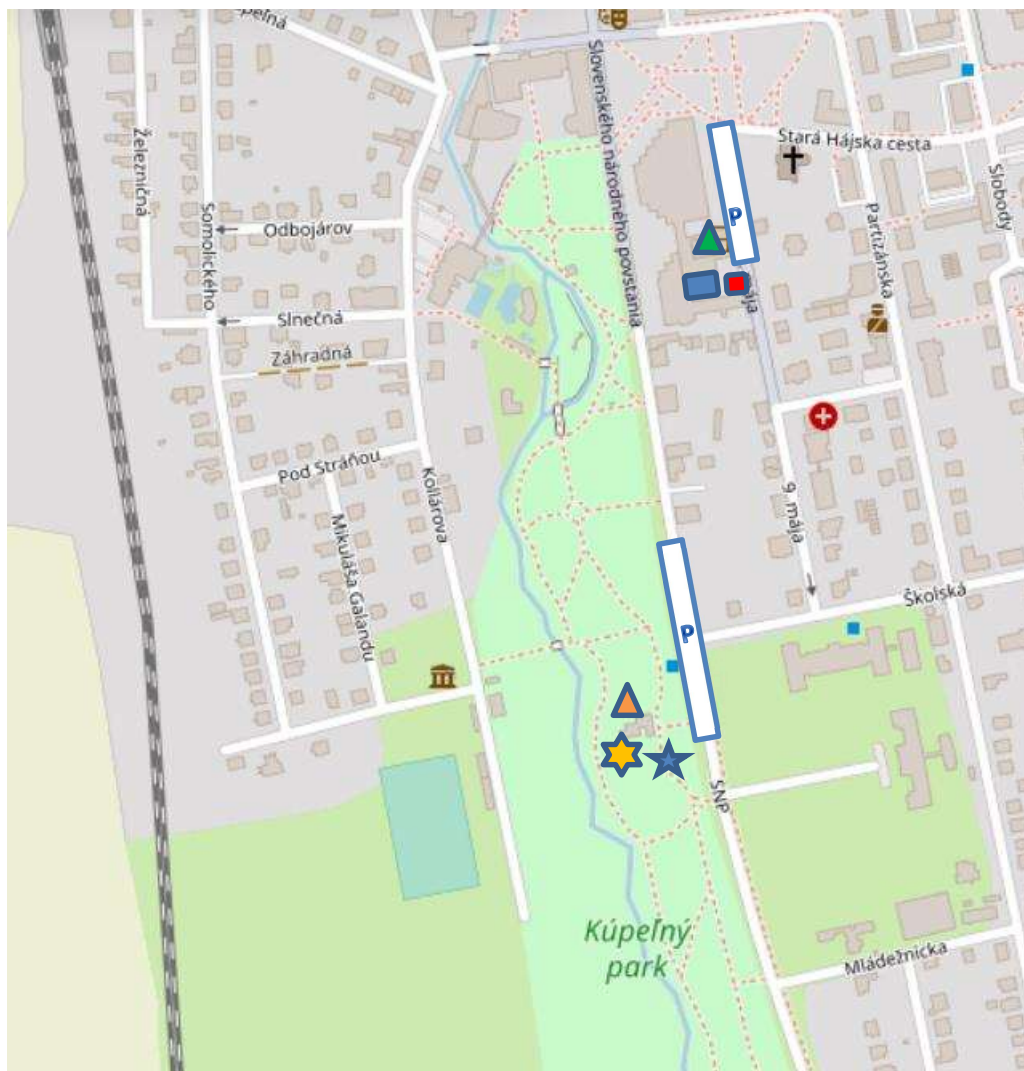 Slovenského národného povstania
Stará Hájska cesta
Železničná
Somolického
Odbojárov
Partizánska
Slobody
P
Slnečná
Záhradná
Pod Stráňou
Kollárova
9. mája
Mikuláša Galandu
Školská
P
SNP
Kúpeľný
park
Mládežnícka